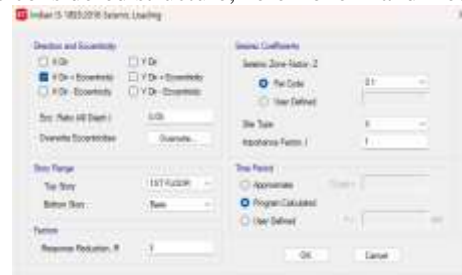 Indian IS 1893:2016 Seismic Loading
Direction and Eccentricity
X Dir
Y Dir
X Dir + Eccentricity
Y Dir + Eccentricity
X Dir - Eccentricity
Y Dir - Eccentricity
Ecc. Ratio (All Diaph.)
0.05
Overwrite Eccentricities
Overwrite...
Story Range
Top Story
1ST FLOOR
Bottom Story
Base
Factors
Response Reduction, R
Seismic Coefficients
Seismic Zone Factor, Z
Per Code
User Defined
Site Type
Importance Factor, I
1
Time Period
Approximate
Program Calculated
User Defined
OK
Cancel